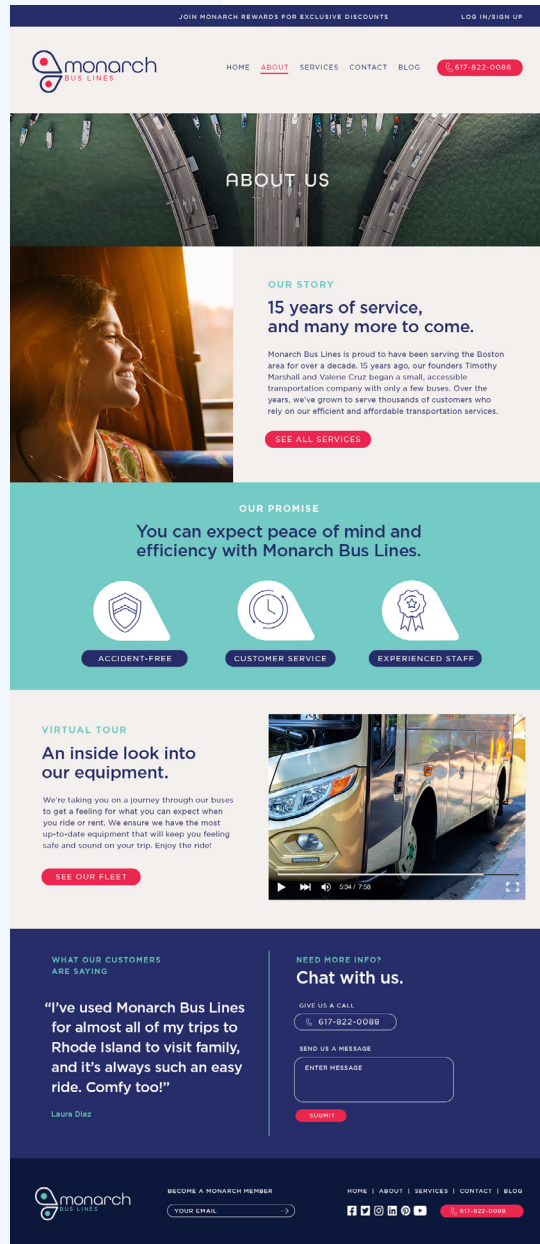 JOIN MONARCH REWARDS FOR EXCLUSIVE DISCOUNTS
LOG IN/SIGN UP
monarch
BUS LINES
HOME
ABOUT
SERVICES
CONTACT
BLOG
617-822-0088
ABOUT US
OUR STORY
15 years of service,
and many more to come.
Monarch Bus Lines is proud to have been serving the Boston
area for over a decade. 15 years ago, our founders Timothy
Marshall and Valerie Cruz began a small, accessible
transportation company with only a few buses. Over the
years, we've grown to serve thousands of customers who
rely on our efficient and affordable transportation services.
SEE ALL SERVICES
OUR PROMISE
You can expect peace of mind and
efficiency with Monarch Bus Lines.
ACCIDENT-FREE
CUSTOMER SERVICE
EXPERIENCED STAFF
VIRTUAL TOUR
An inside look into
our equipment.
We're taking you on a journey through our buses
to get a feeling for what you can expect when
you ride or rent. We ensure we have the most
up-to-date equipment that will keep you feeling
safe and sound on your trip. Enjoy the ride!
SEE OUR FLEET
5:34 / 7:58
WHAT OUR CUSTOMERS
ARE SAYING
“I've used Monarch Bus Lines
for almost all of my trips to
Rhode Island to visit family,
and it's always such an easy
ride. Comfy too!”
Laura Diaz
NEED MORE INFO?
Chat with us.
GIVE US A CALL
617-822-0088
SEND US A MESSAGE
ENTER MESSAGE
SUBMIT
monarch
BUS LINES
BECOME A MONARCH MEMBER
YOUR EMAIL
HOME | ABOUT | SERVICES | CONTACT | BLOG
617-822-0088